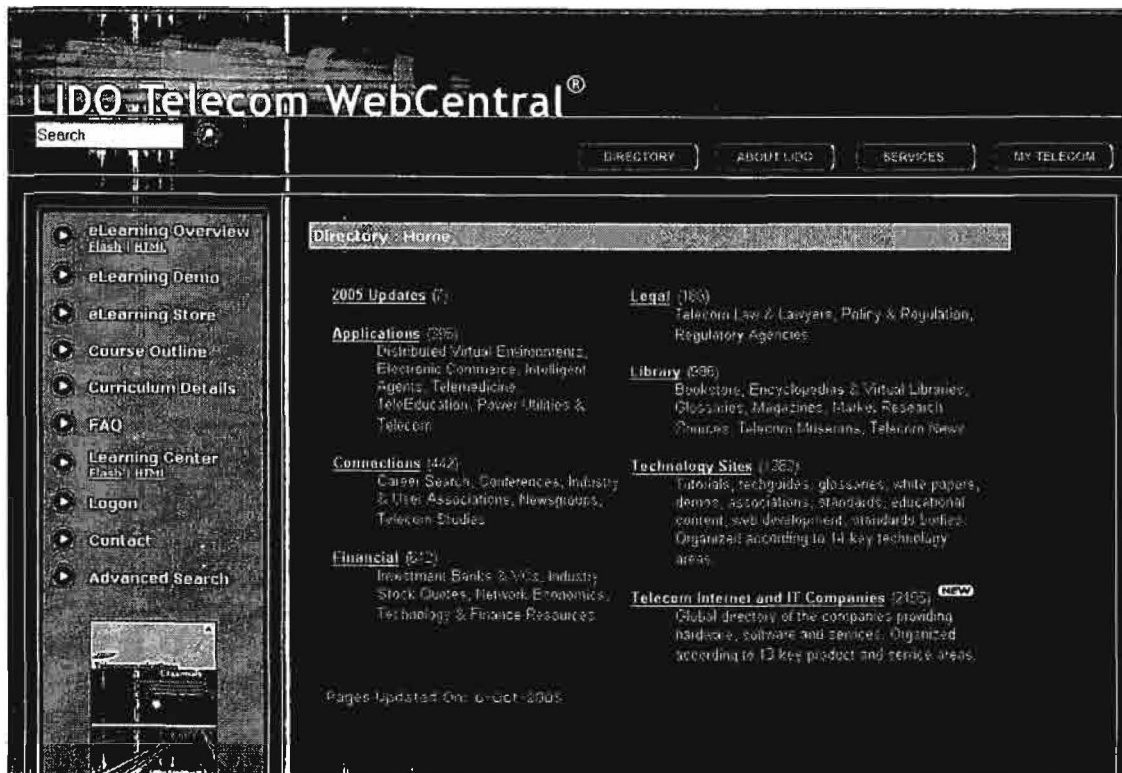 LIDO Telecom WebCentral®
Search
DIRECTORY
ABOUT LIDO
SERVICES
MY TELECOM
eLearning Overview
Flash | HTML
eLearning Demo
eLearning Store
Course Outline
Curriculum Details
FAQ
Learning Center
Flash | HTML
Logon
Contact
Advanced Search
Directory : Home
2005 Updates (7)
Applications
Distributed Virtual Environments,
Electronic Commerce, Intelligent
Agents, Telemedicine
TeleEducation, Power Utilities &
Telecom
Connections (442)
Career Search, Conferences, Industry
& User Associations, Newsgroups,
Telecom Studies
Financial
Investment Banks & VCs, Industry
Stock Quotes, Network Economics,
Technology & Finance Resources
Legal
Telecom Law & Lawyers, Policy & Regulation,
Regulatory Agencies
Library
Bookstore, Encyclopedias & Virtual Libraries,
Glossaries, Magazines, Market Research
Sources, Telecom Museums, Telecom News
Technology Sites
Tutorials, techguides, glossaries, white papers,
demos, associations, standards, educational
content, web development, standards bodies.
Organized according to 14 key technology
areas.
Telecom Internet and IT Companies NEW
Global directory of the companies providing
hardware, software and services. Organized
according to 13 key product and service areas.
Pages Updated On: 6-Oct-2005